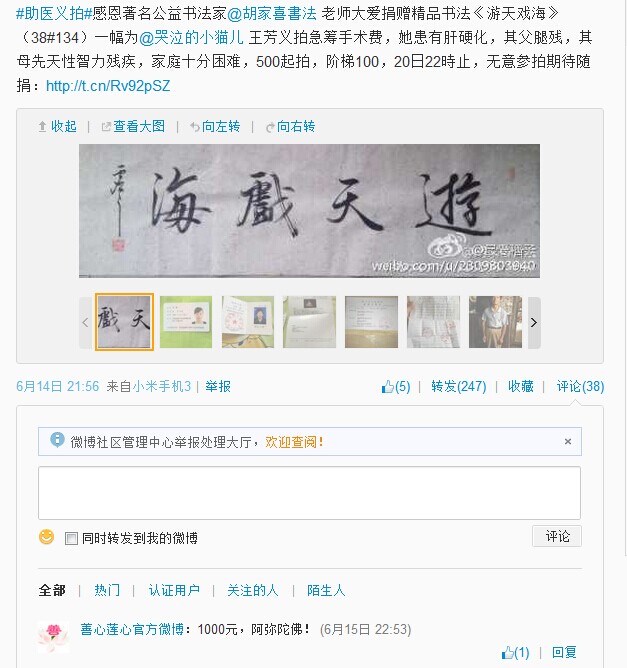 #助医义拍#感恩著名公益书法家@胡家喜書法 老师大爱捐赠精品书法《游天戏海》
（38#134）一幅为@哭泣的小猫儿 王芳义拍急筹手术费，她患有肝硬化，其父腿残，其
母先天性智力残疾，家庭十分困难，500起拍，阶梯100，20日22時止，无意参拍期待随
捐：http://t.cn/Rv92pSZ
收起 | 查看大图 | 向左转 | 向右转
海戲天遊
weibo.com/u/2309803640
戲天
6月14日 21:56 来自小米手机3 | 举报
(5) | 转发(247) | 收藏 | 评论(38)
微博社区管理中心举报处理大厅，欢迎查阅！
同时转发到我的微博
评论
全部 | 热门 | 认证用户 | 关注的人 | 陌生人
善心莲心官方微博：1000元，阿弥陀佛！ (6月15日 22:53)
(1) | 回复